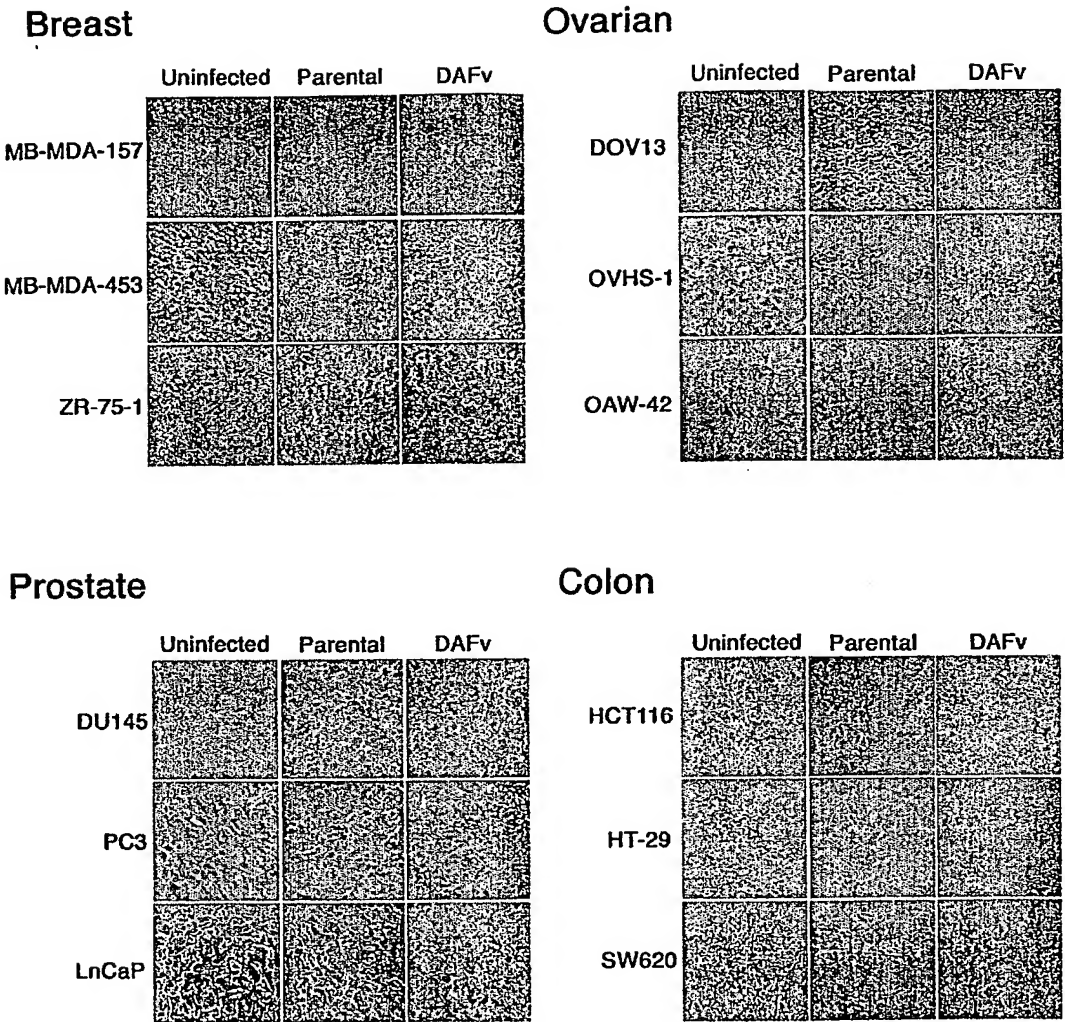 Breast
Uninfected Parental DAFv
MB-MDA-157
MB-MDA-453
ZR-75-1
Ovarian
Uninfected Parental DAFv
DOV13
OVHS-1
OAW-42
Prostate
Uninfected Parental DAFv
DU145
PC3
LnCaP
Colon
Uninfected Parental DAFv
HCT116
HT-29
SW620